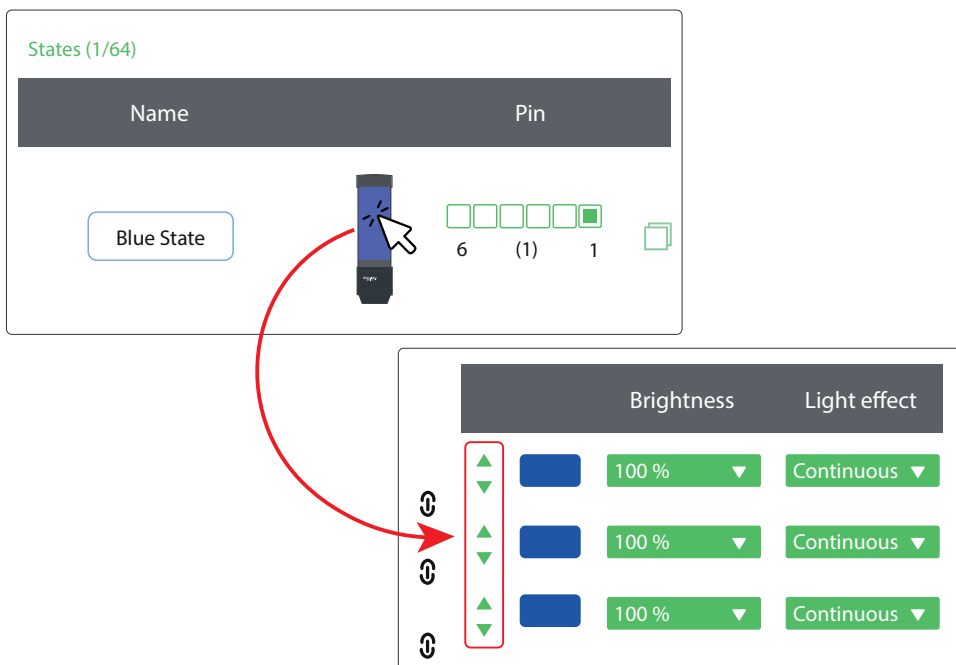 States (1/64)
Name Pin
Blue State
6 (1) 1
Brightness Light effect
100 % Continuous
100 % Continuous
100 % Continuous